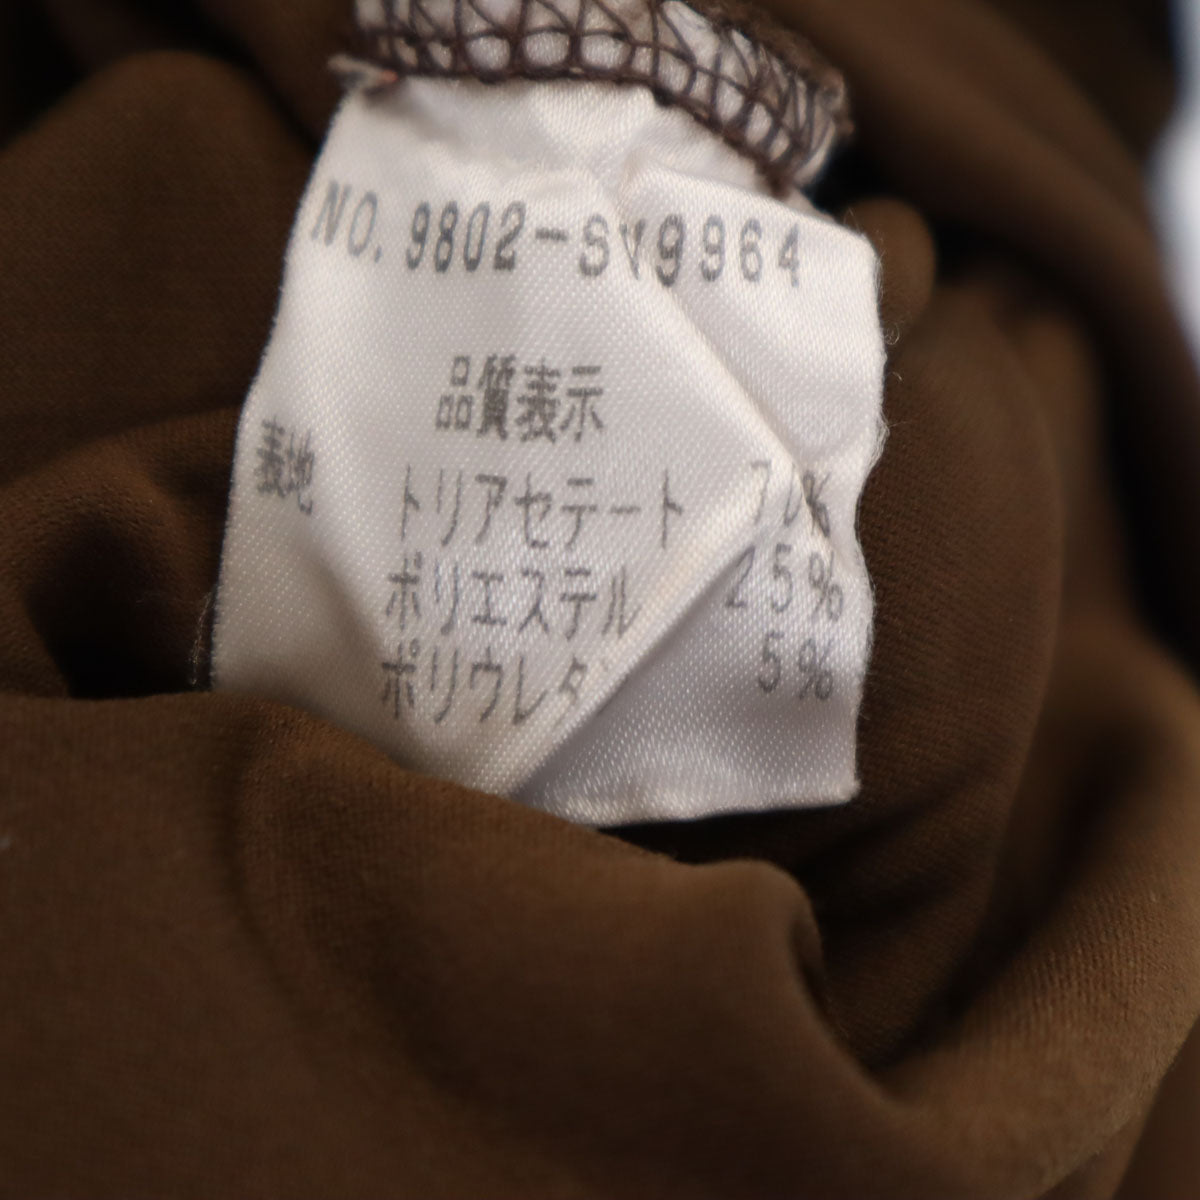 NO. 9802-SV9964
品質表示
表地 トリアセテート 70%
ポリエステル 25%
ポリウレタ 5%